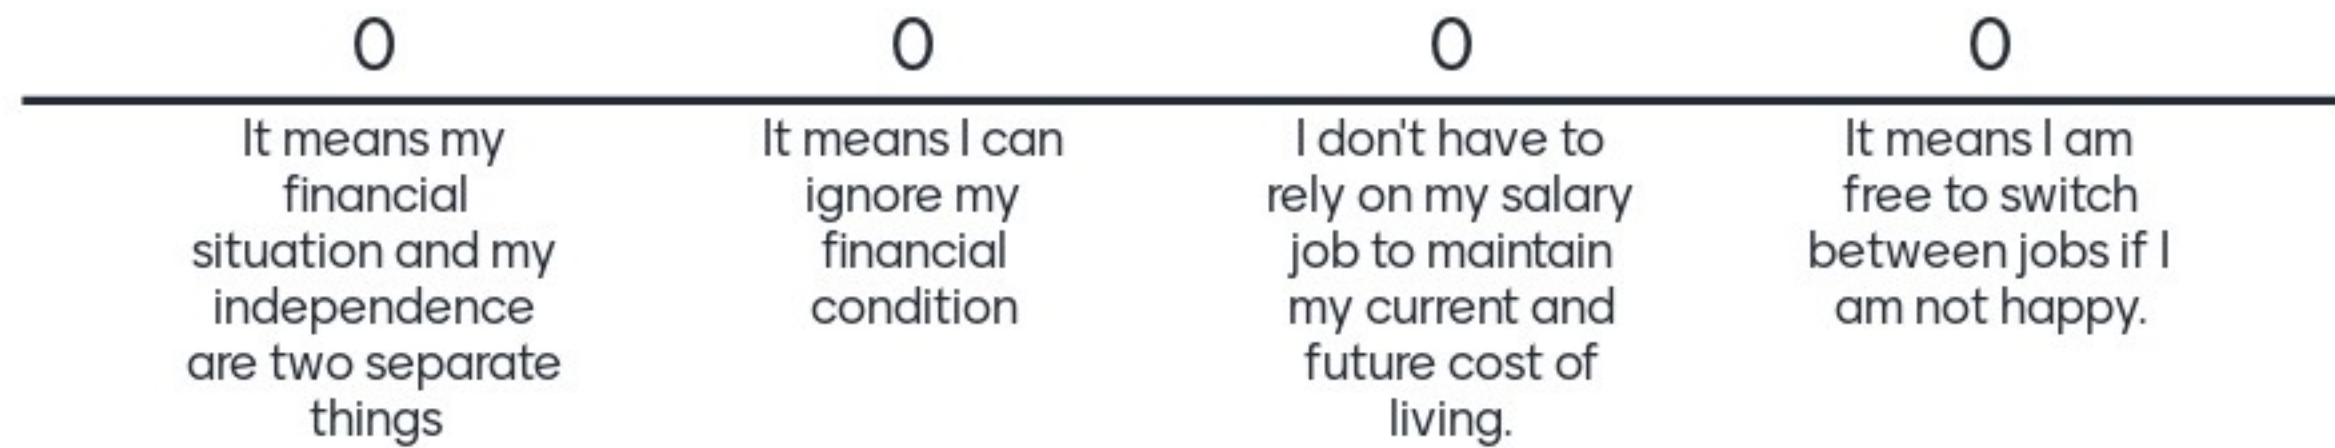 0 0 0 0
It means my
financial
situation and my
independence
are two separate
things
It means I can
ignore my
financial
condition
I don't have to
rely on my salary
job to maintain
my current and
future cost of
living.
It means I am
free to switch
between jobs if I
am not happy.